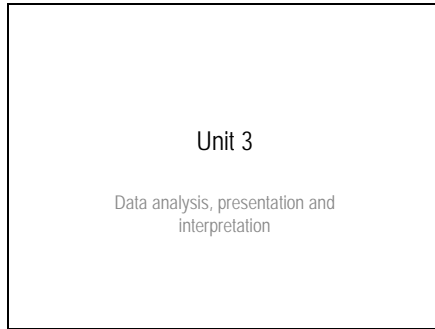 Unit 3
Data analysis, presentation and
interpretation